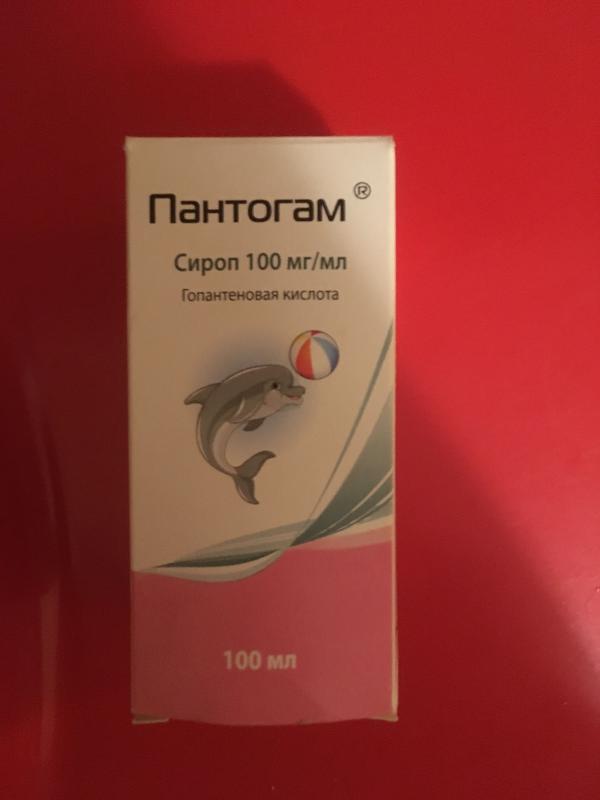 Пантогам ®
Сироп 100 мг/мл
Гопантеновая кислота
100 мл